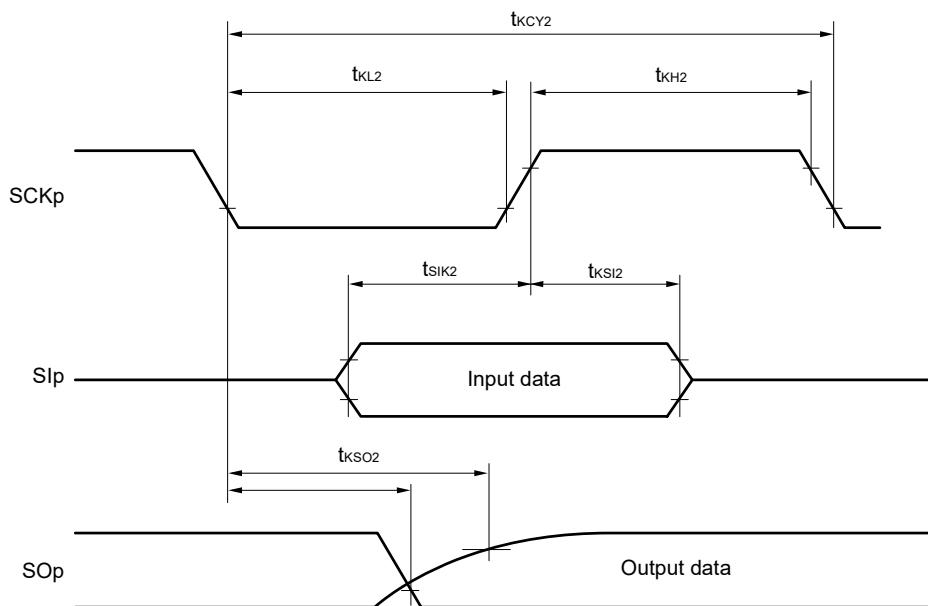 tKCY2
tKL2
tKH2
SCKp
tSIK2
tKSI2
SIp
Input data
tKSO2
SOp
Output data